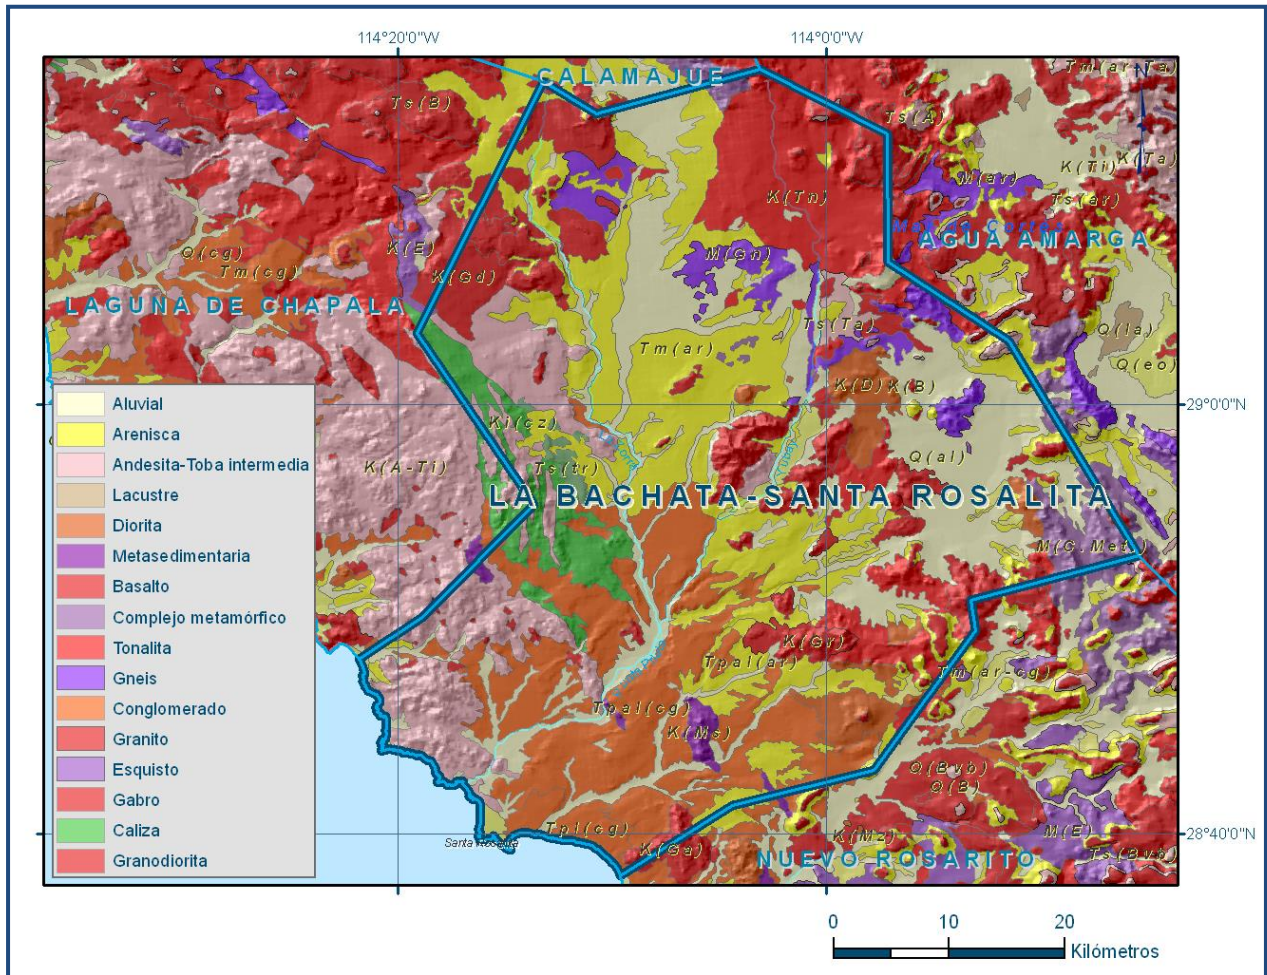 114°20'0"W
114°0'0"W
CALAMAJUE
Tm(ar-Ta)
N
Ts(B)
Ts(A)
K(Ta)
K(Ti)
M(ar)
Ts(ar)
K(Tn)
AGUA AMARGA
K(E)
Q(cg)
M(Gn)
Tm(cg)
K(Gd)
LAGUNA DE CHAPALA
Ts(Ta)
Q(la)
Tm(ar)
Q(eo)
K(D)
K(B)
29°0'0"N
Ki(cz)
K(A-Ti)
Ts(tr)
Q(al)
LA BACHATA-SANTA ROSALITA
M(C.Met)
K(Gr)
Tpal(ar)
Tm(ar-cg)
Tpal(cg)
K(Ms)
Q(Bvb)
Q(B)
Tpl(cg)
K(Mz)
M(E)
28°40'0"N
Santa Rosalita
K(Ga)
NUEVO ROSARITO
Ts(Bvb)
Aluvial
Arenisca
Andesita-Toba intermedia
Lacustre
Diorita
Metasedimentaria
Basalto
Complejo metamórfico
Tonalita
Gneis
Conglomerado
Granito
Esquisto
Gabro
Caliza
Granodiorita
0 10 20
Kilómetros